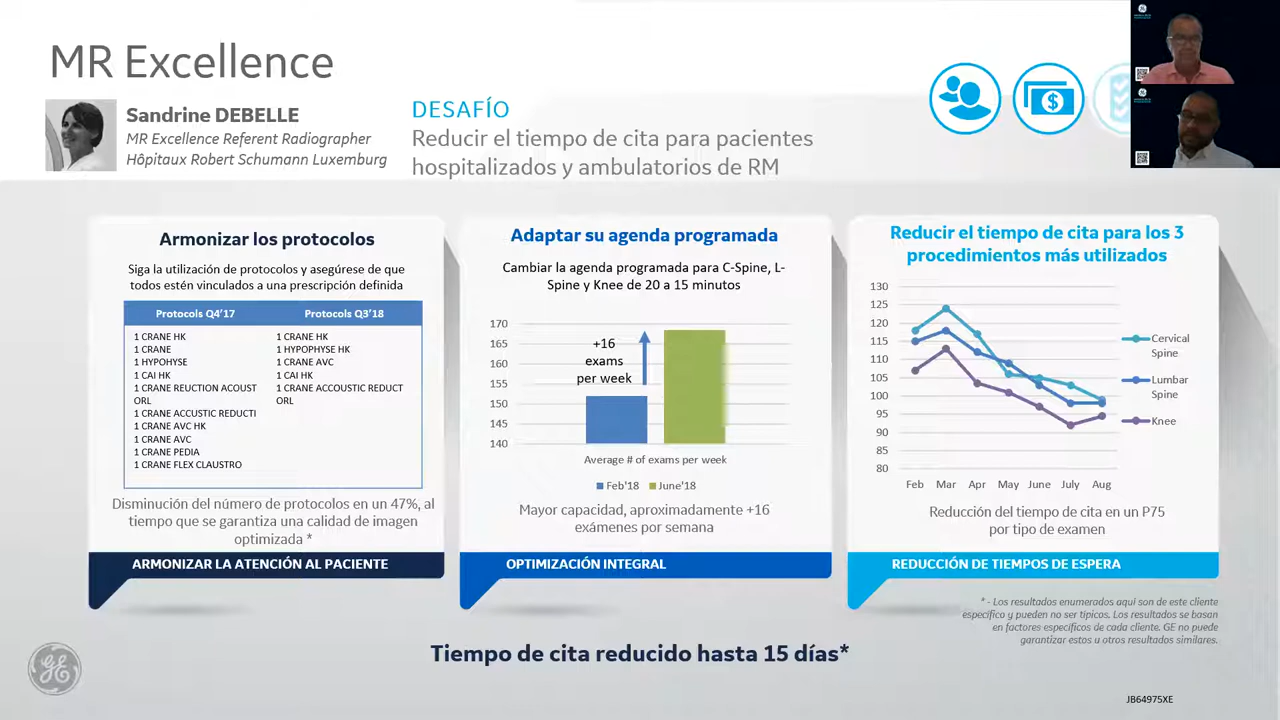 MR Excellence
Sandrine DEBELLE
MR Excellence Referent Radiographer
Hôpitaux Robert Schumann Luxemburg
DESAFÍO
Reducir el tiempo de cita para pacientes
hospitalizados y ambulatorios de RM
Armonizar los protocolos
Siga la utilización de protocolos y asegúrese de que
todos estén vinculados a una prescripción definida
Protocols Q4'17
1 CRANE HK
1 CRANE
1 HYPOHYSE
1 CAI HK
1 CRANE REUCTION ACOUST
ORL
1 CRANE ACCUSTIC REDUCTI
1 CRANE AVC HK
1 CRANE AVC
1 CRANE PEDIA
1 CRANE FLEX CLAUSTRO
Protocols Q3'18
1 CRANE HK
1 HYPOPHYSE HK
1 CRANE AVC
1 CAI HK
1 CRANE ACCOUSTIC REDUCT
ORL
Disminución del número de protocolos en un 47%, al
tiempo que se garantiza una calidad de imagen
optimizada *
ARMONIZAR LA ATENCIÓN AL PACIENTE
Adaptar su agenda programada
Cambiar la agenda programada para C-Spine, L-
Spine y Knee de 20 a 15 minutos
170
165
160
155
150
145
140
+16
exams
per week
Average # of exams per week
Feb'18 June'18
Mayor capacidad, aproximadamente +16
exámenes por semana
OPTIMIZACIÓN INTEGRAL
Reducir el tiempo de cita para los 3
procedimientos más utilizados
130
125
120
115
110
105
100
95
90
85
80
Feb Mar Apr May June July Aug
Cervical
Spine
Lumbar
Spine
Knee
Reducción del tiempo de cita en un P75
por tipo de examen
REDUCCIÓN DE TIEMPOS DE ESPERA
* - Los resultados enumerados aquí son de este cliente
específico y pueden no ser típicos. Los resultados se basan
en factores específicos de cada cliente. GE no puede
garantizar estos u otros resultados similares.
Tiempo de cita reducido hasta 15 días*
GE
JB64975XE